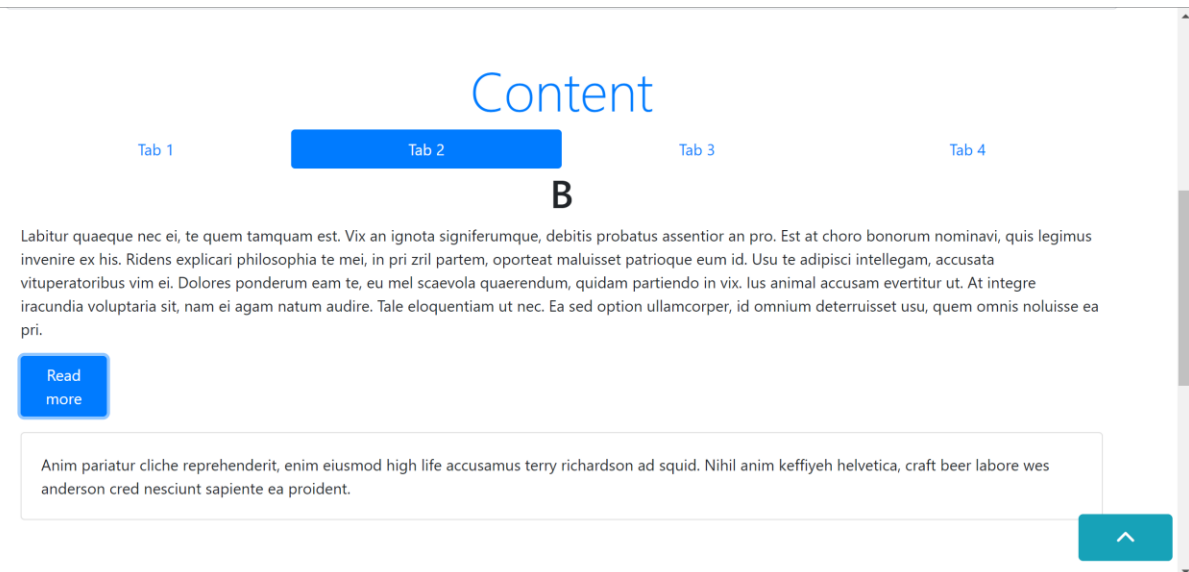 Content
Tab 1 Tab 2 Tab 3 Tab 4
B
Labitur quaeque nec ei, te quem tamquam est. Vix an ignota signiferumque, debitis probatus assentior an pro. Est at choro bonorum nominavi, quis legimus
invenire ex his. Ridens explicari philosophia te mei, in pri zril partem, oporteat maluisset patrioque eum id. Usu te adipisci intellegam, accusata
vituperatoribus vim ei. Dolores ponderum eam te, eu mel scaevola quaerendum, quidam partiendo in vix. Ius animal accusam evertitur ut. At integre
iracundia voluptaria sit, nam ei agam natum audire. Tale eloquentiam ut nec. Ea sed option ullamcorper, id omnium deterruisset usu, quem omnis noluisse ea
pri.
Read
more
Anim pariatur cliche reprehenderit, enim eiusmod high life accusamus terry richardson ad squid. Nihil anim keffiyeh helvetica, craft beer labore wes
anderson cred nesciunt sapiente ea proident.